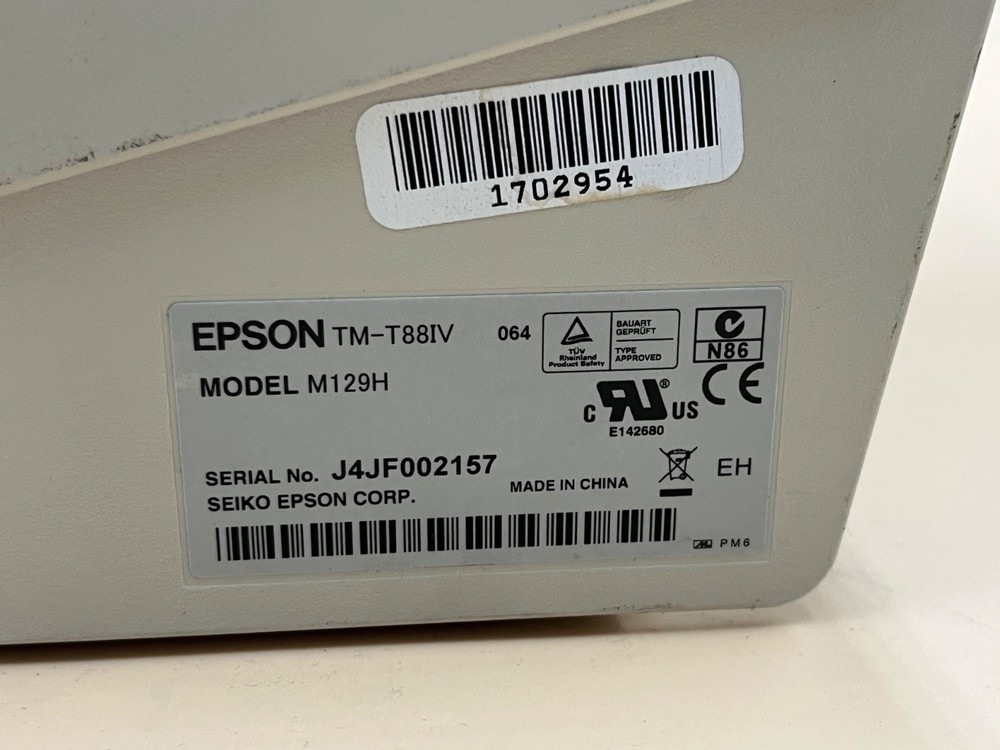 1702954
EPSON TM-T88IV 064
MODEL M129H
TÜV
Rheinland
Product Safety
BAUART
GEPRÜFT
TYPE
APPROVED
N86
CE
C RU® US
E142680
SERIAL No. J4JF002157
SEIKO EPSON CORP.
MADE IN CHINA
EH
PM6